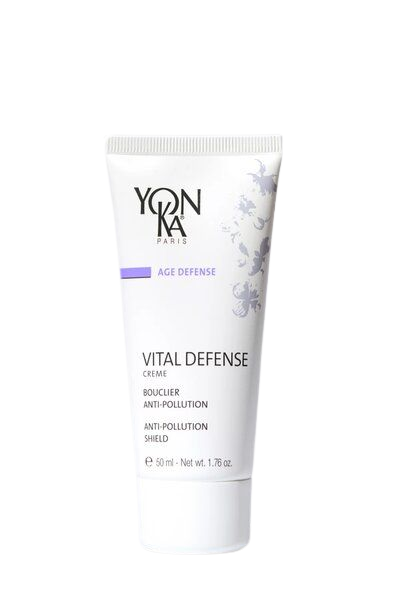 YON
KA®
PARIS
AGE DEFENSE
VITAL DEFENSE
CREME
BOUCLIER
ANTI-POLLUTION
ANTI-POLLUTION
SHIELD
℮ 50 ml - Net wt. 1.76 oz.